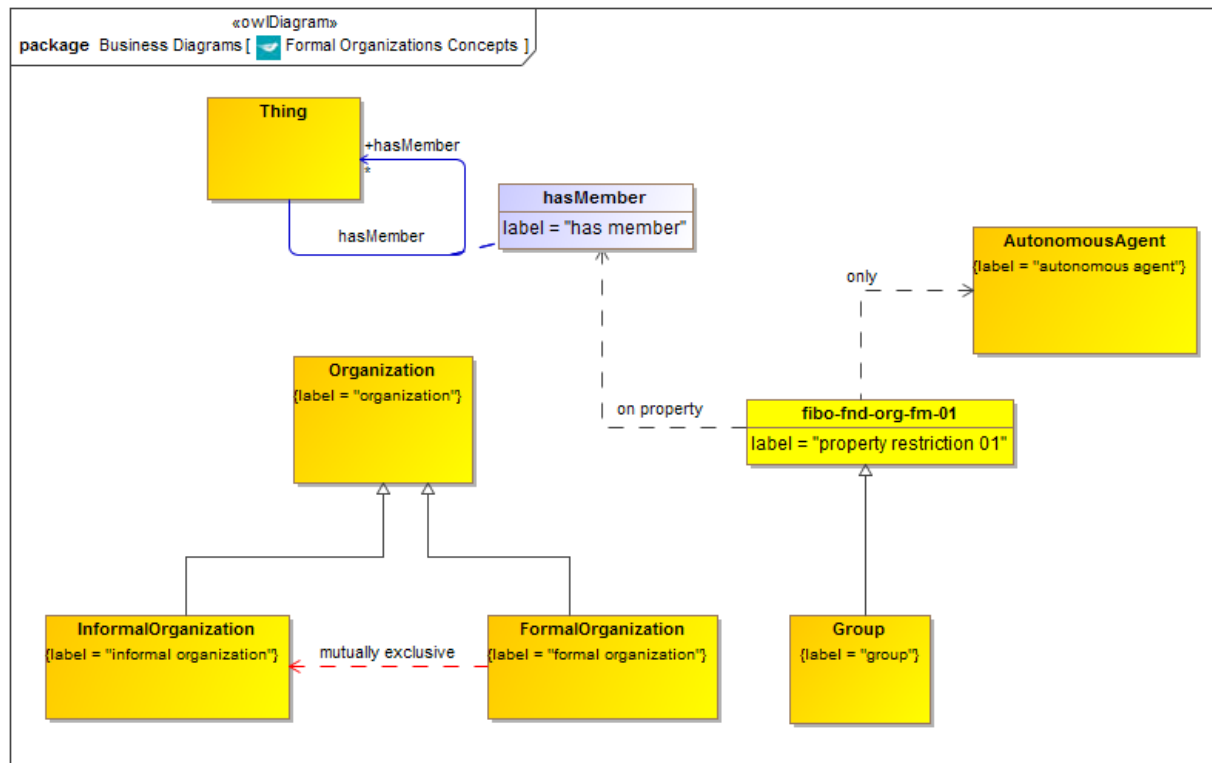 «owlDiagram»
package Business Diagrams [ Formal Organizations Concepts ]
Thing
+hasMember
*
hasMember
hasMember
label = "has member"
AutonomousAgent
{label = "autonomous agent"}
only
Organization
{label = "organization"}
on property
fibo-fnd-org-fm-01
label = "property restriction 01"
InformalOrganization
{label = "informal organization"}
mutually exclusive
FormalOrganization
{label = "formal organization"}
Group
{label = "group"}